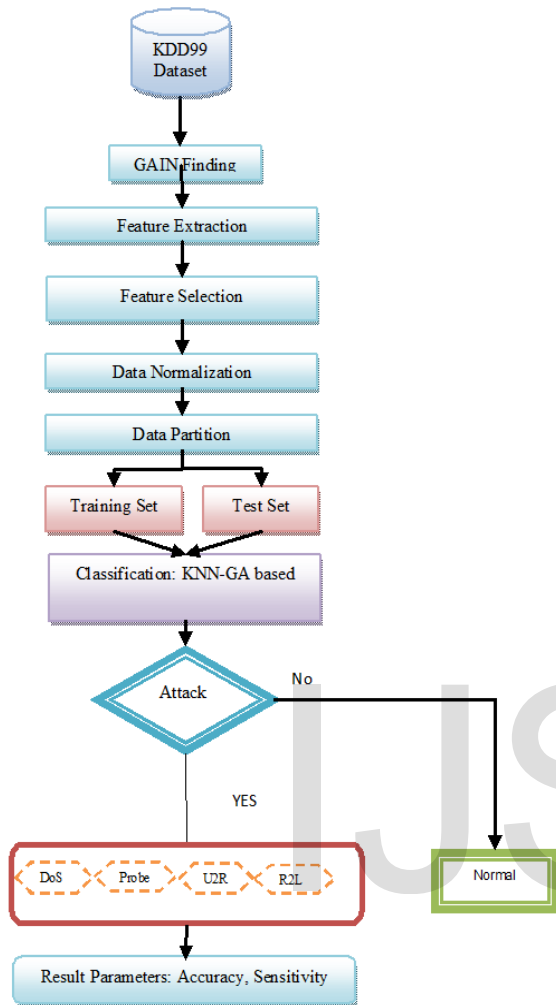 KDD99
Dataset
GAIN Finding
Feature Extraction
Feature Selection
Data Normalization
Data Partition
Training Set
Test Set
Classification: KNN-GA based
Attack
No
YES
DoS
Probe
U2R
R2L
Normal
Result Parameters: Accuracy, Sensitivity
IJS